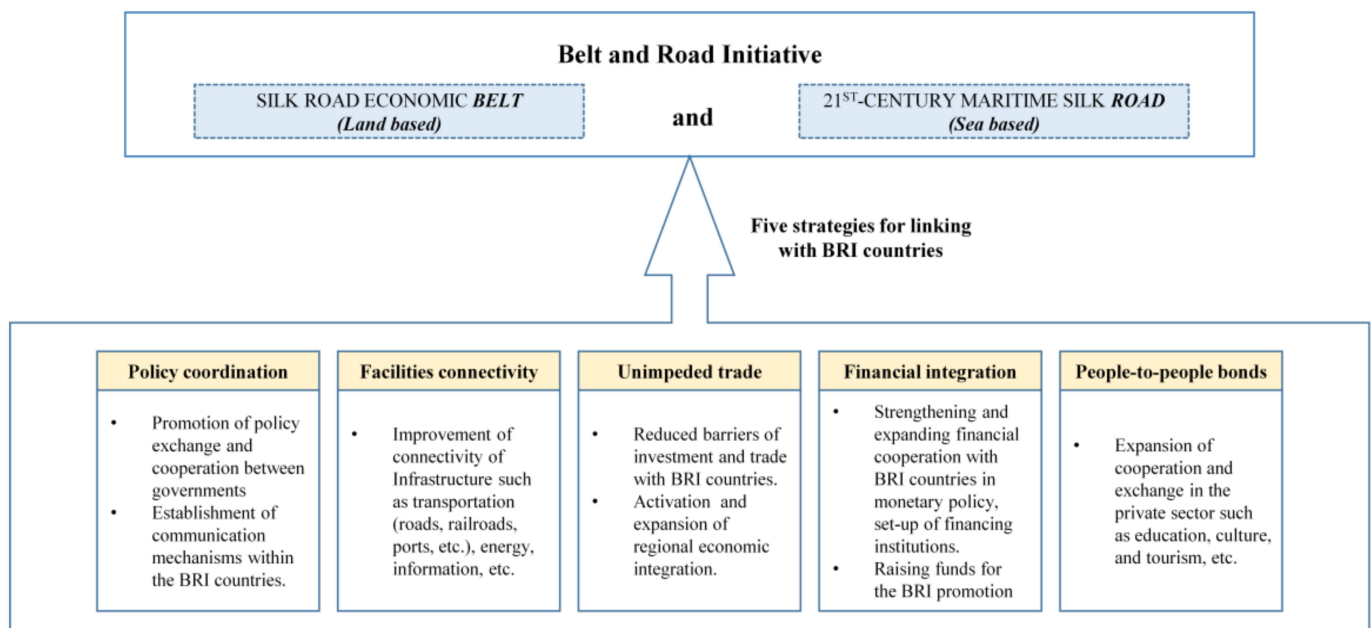 Belt and Road Initiative
SILK ROAD ECONOMIC BELT
(Land based)
and
21ST-CENTURY MARITIME SILK ROAD
(Sea based)
Five strategies for linking
with BRI countries
Policy coordination
• Promotion of policy
exchange and
cooperation between
governments
• Establishment of
communication
mechanisms within
the BRI countries.
Facilities connectivity
• Improvement of
connectivity of
Infrastructure such
as transportation
(roads, railroads,
ports, etc.), energy,
information, etc.
Unimpeded trade
• Reduced barriers of
investment and trade
with BRI countries.
• Activation and
expansion of
regional economic
integration.
Financial integration
• Strengthening and
expanding financial
cooperation with
BRI countries in
monetary policy,
set-up of financing
institutions.
• Raising funds for
the BRI promotion
People-to-people bonds
• Expansion of
cooperation and
exchange in the
private sector such
as education, culture,
and tourism, etc.